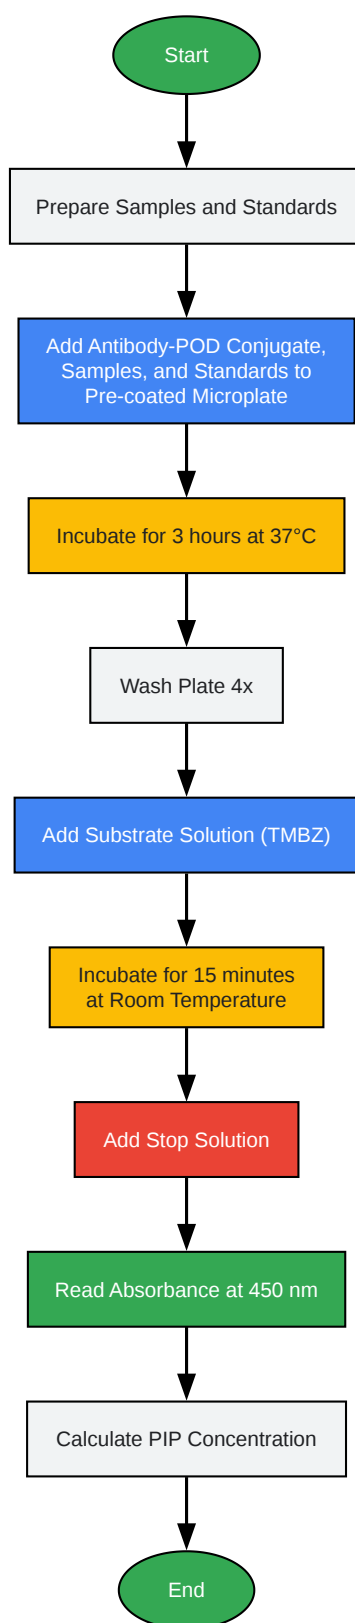 Start
Prepare Samples and Standards
Add Antibody-POD Conjugate,
Samples, and Standards to
Pre-coated Microplate
Incubate for 3 hours at 37°C
Wash Plate 4x
Add Substrate Solution (TMBZ)
Incubate for 15 minutes
at Room Temperature
Add Stop Solution
Read Absorbance at 450 nm
Calculate PIP Concentration
End